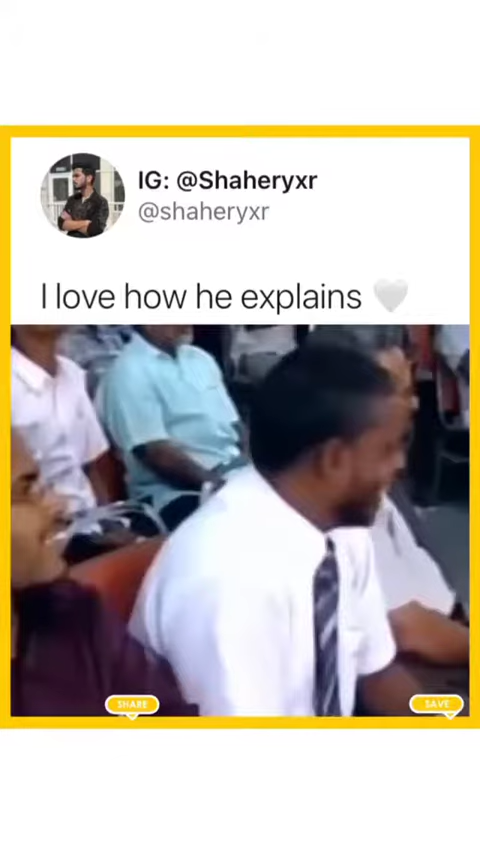 IG: @Shaheryxr
@shaheryxr
I love how he explains 🤍
SHARE
SAVE